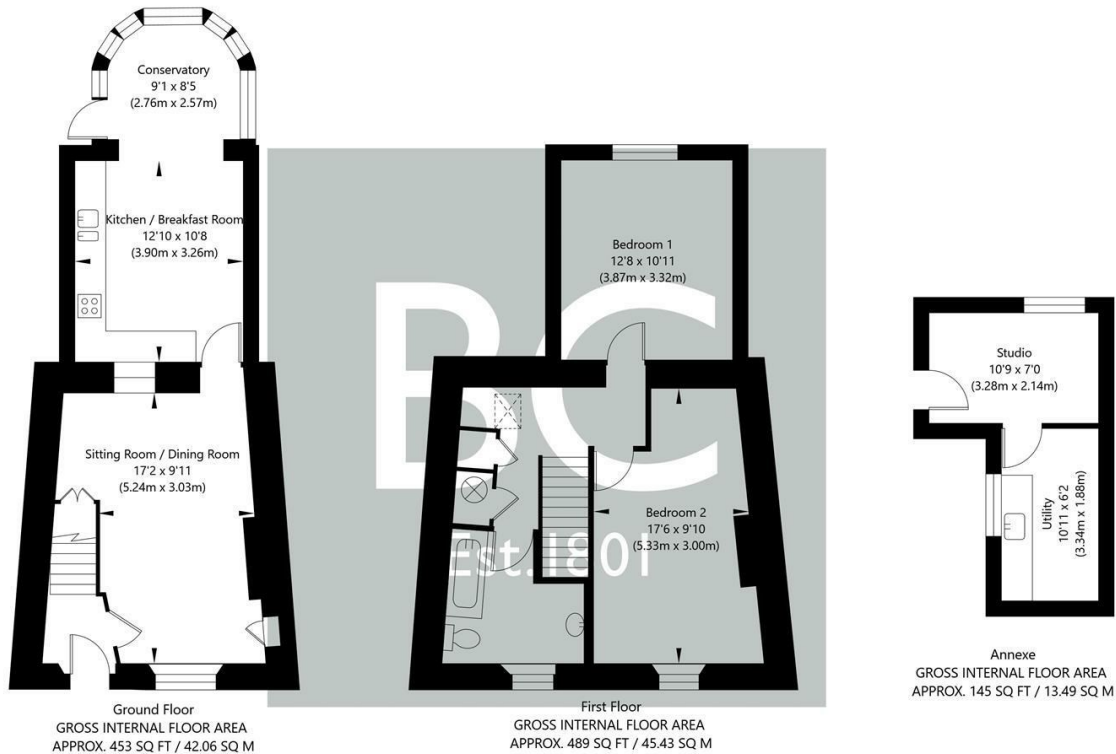 Conservatory
9'1 x 8'5
(2.76m x 2.57m)
Kitchen / Breakfast Room
12'10 x 10'8
(3.90m x 3.26m)
Sitting Room / Dining Room
17'2 x 9'11
(5.24m x 3.03m)
Ground Floor
GROSS INTERNAL FLOOR AREA
APPROX. 453 SQ FT / 42.06 SQ M
BC
Est.1801
Bedroom 1
12'8 x 10'11
(3.87m x 3.32m)
Bedroom 2
17'6 x 9'10
(5.33m x 3.00m)
First Floor
GROSS INTERNAL FLOOR AREA
APPROX. 489 SQ FT / 45.43 SQ M
Studio
10'9 x 7'0
(3.28m x 2.14m)
Utility
10'11 x 6'2
(3.34m x 1.88m)
Annexe
GROSS INTERNAL FLOOR AREA
APPROX. 145 SQ FT / 13.49 SQ M